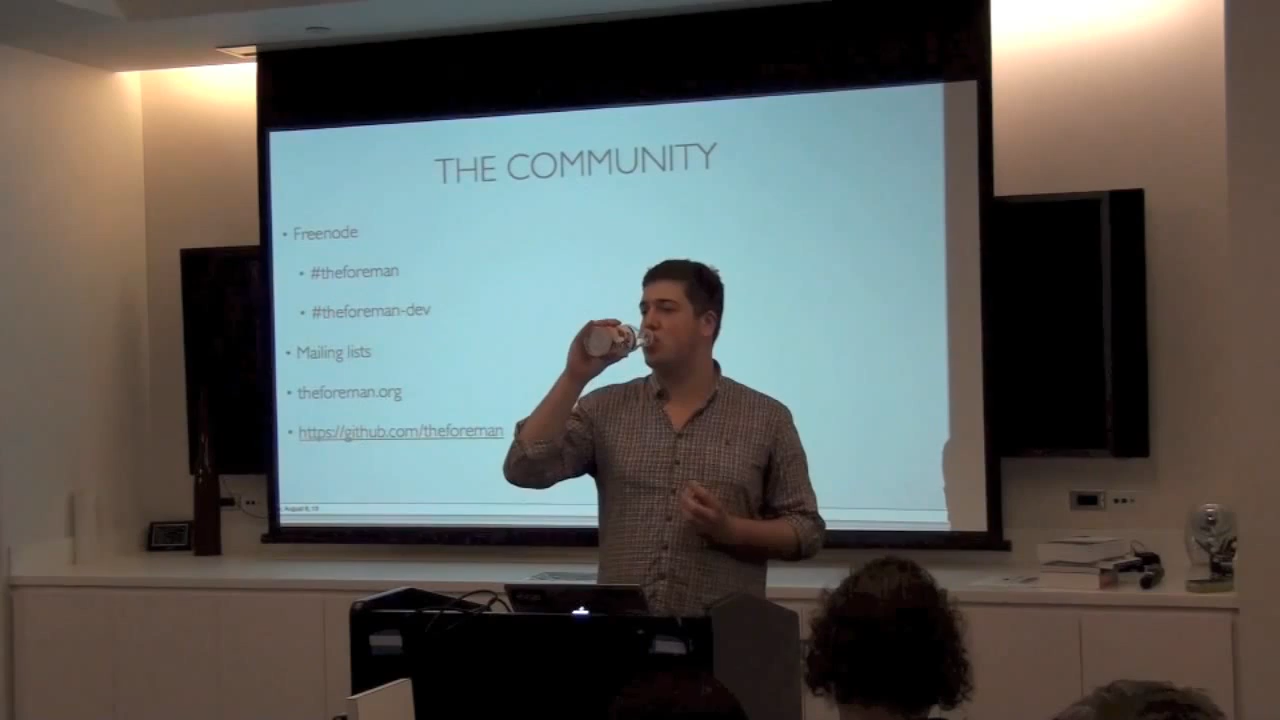 THE COMMUNITY
• Freenode
• #theforeman
• #theforeman-dev
• Mailing lists
• theforeman.org
• https://github.com/theforeman